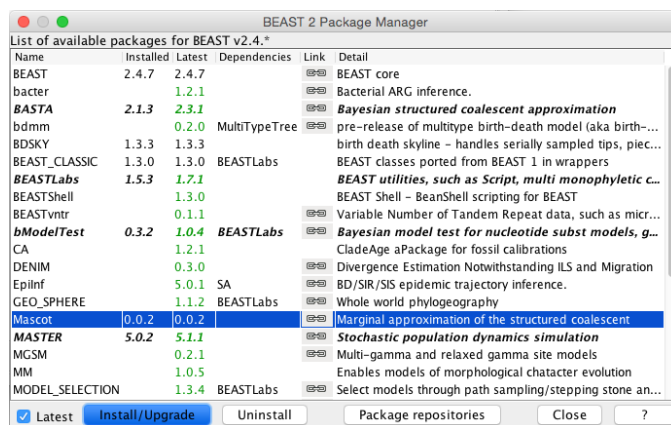 BEAST 2 Package Manager
List of available packages for BEAST v2.4.*
Name Installed Latest Dependencies Link Detail
BEAST 2.4.7 2.4.7 BEAST core
bacter 1.2.1 Bacterial ARG inference.
BASTA 2.1.3 2.3.1 Bayesian structured coalescent approximation
bdmm 0.2.0 MultiTypeTree pre-release of multitype birth-death model (aka birth-...
BDSKY 1.3.3 1.3.3 birth death skyline - handles serially sampled tips, piec...
BEAST_CLASSIC 1.3.0 1.3.0 BEASTLabs BEAST classes ported from BEAST 1 in wrappers
BEASTLabs 1.5.3 1.7.1 BEAST utilities, such as Script, multi monophyletic c...
BEASTShell 1.3.0 BEAST Shell - BeanShell scripting for BEAST
BEASTvntr 0.1.1 Variable Number of Tandem Repeat data, such as micr...
bModelTest 0.3.2 1.0.4 BEASTLabs Bayesian model test for nucleotide subst models, g...
CA 1.2.1 CladeAge aPackage for fossil calibrations
DENIM 0.3.0 Divergence Estimation Notwithstanding ILS and Migration
EpiInf 5.0.1 SA BD/SIR/SIS epidemic trajectory inference.
GEO_SPHERE 1.1.2 BEASTLabs Whole world phylogeography
Mascot 0.0.2 0.0.2 Marginal approximation of the structured coalescent
MASTER 5.0.2 5.1.1 Stochastic population dynamics simulation
MGSM 0.2.1 Multi-gamma and relaxed gamma site models
MM 1.0.5 Enables models of morphological chatacter evolution
MODEL_SELECTION 1.3.4 BEASTLabs Select models through path sampling/stepping stone an...
Latest Install/Upgrade Uninstall Package repositories Close ?